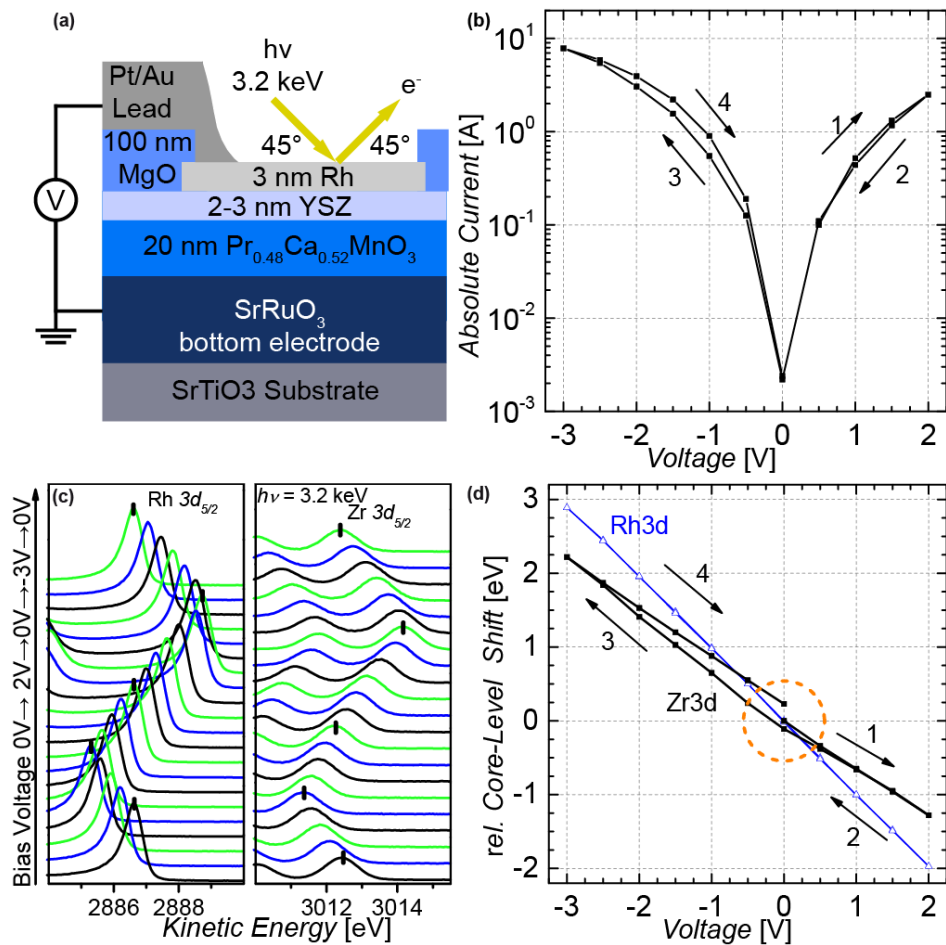 (a)
hν
3.2 keV
e-
Pt/Au
Lead
45°
45°
100 nm
MgO
3 nm Rh
2-3 nm YSZ
V
20 nm Pr0.48Ca0.52MnO3
SrRuO3
bottom electrode
SrTiO3 Substrate
(b)
Absolute Current [A]
10^1
10^0
10^-1
10^-2
10^-3
4
3
1
2
-3
-2
-1
0
1
2
Voltage [V]
(c)
Bias Voltage 0V→ 2V→0V→-3V→0V
Rh 3d5/2
hν = 3.2 keV
Zr 3d5/2
2886
2888
3012
3014
Kinetic Energy [eV]
(d)
rel. Core-Level Shift [eV]
3
2
1
0
-1
-2
Rh3d
4
3
Zr3d
1
2
-3
-2
-1
0
1
2
Voltage [V]